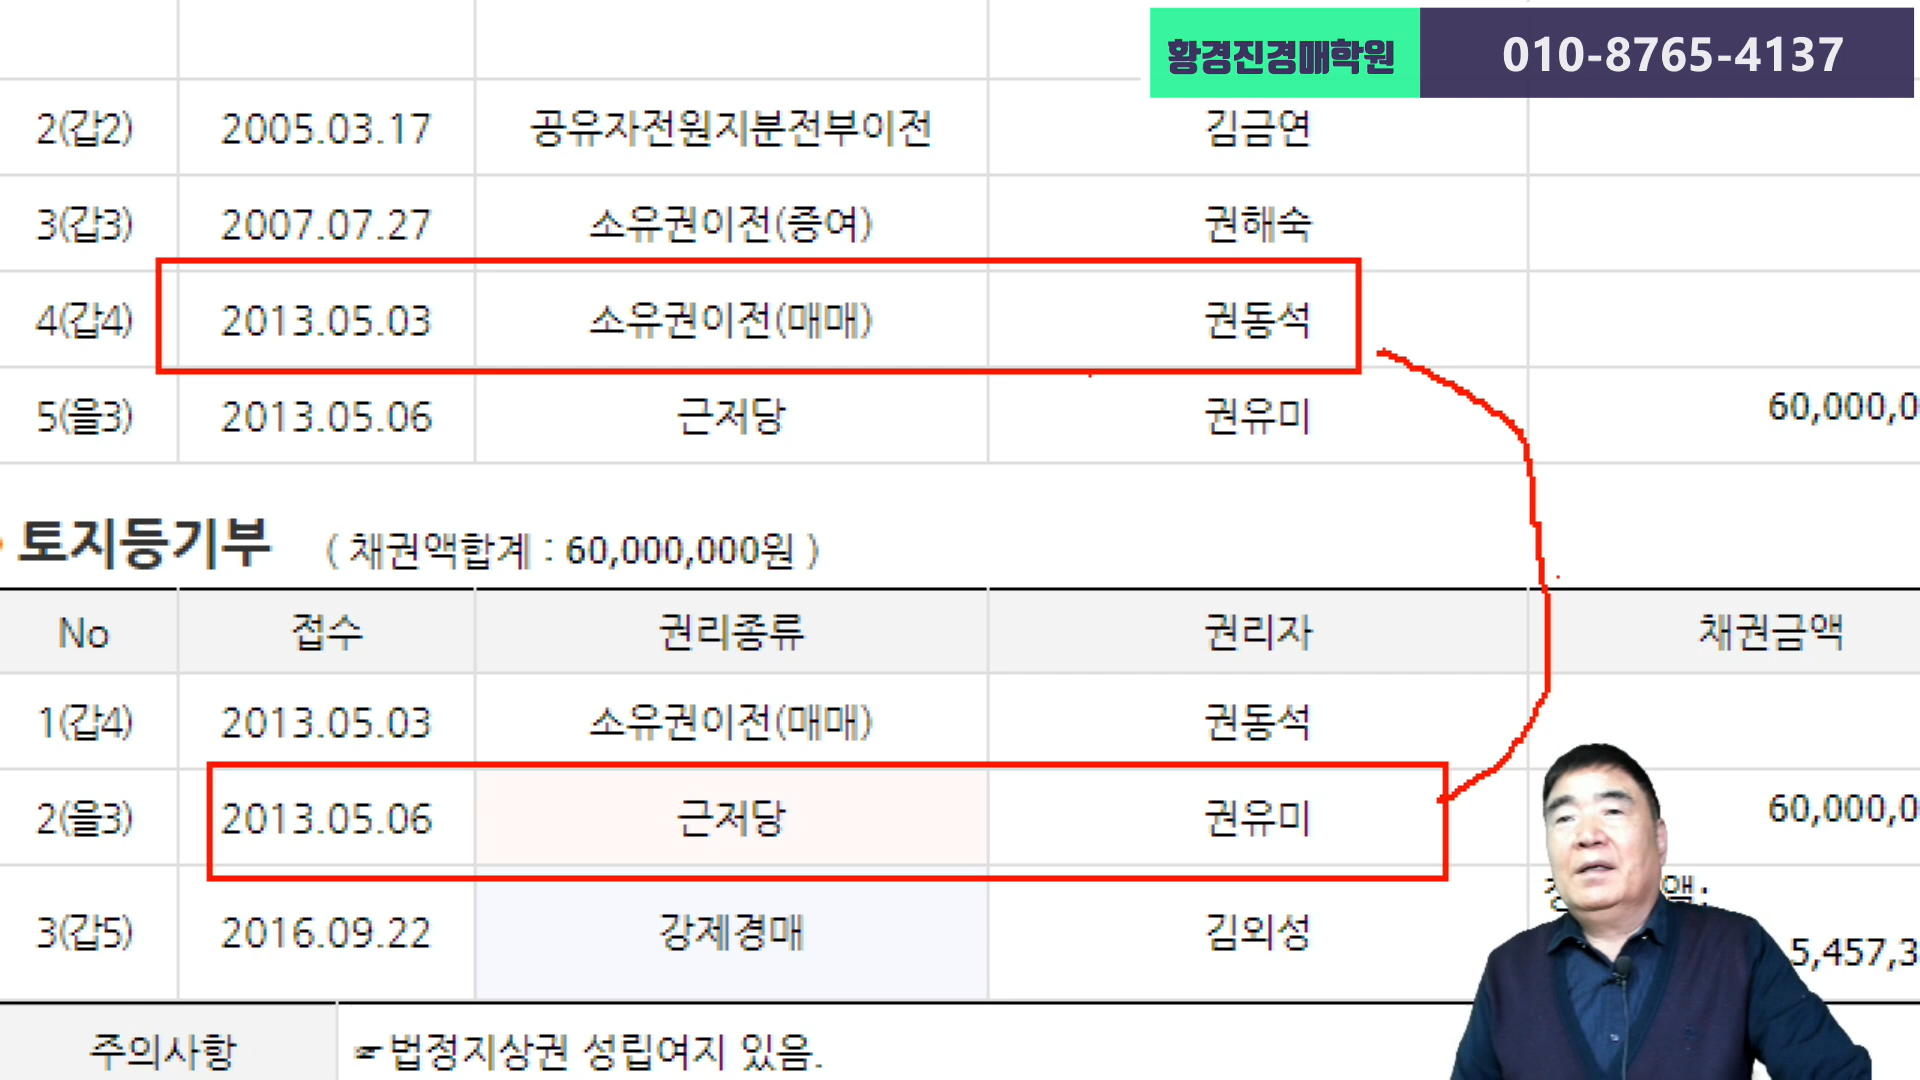 황경진경매학원 010-8765-4137
2(갑2) 2005.03.17 공유자전원지분전부이전 김금연
3(갑3) 2007.07.27 소유권이전(증여) 권해숙
4(갑4) 2013.05.03 소유권이전(매매) 권동석
5(을3) 2013.05.06 근저당 권유미 60,000,0
토지등기부 ( 채권액합계 : 60,000,000원 )
No 접수 권리종류 권리자 채권금액
1(갑4) 2013.05.03 소유권이전(매매) 권동석
2(을3) 2013.05.06 근저당 권유미 60,000,0
3(갑5) 2016.09.22 강제경매 김외성 액:
5,457,3
주의사항 ☞법정지상권 성립여지 있음.